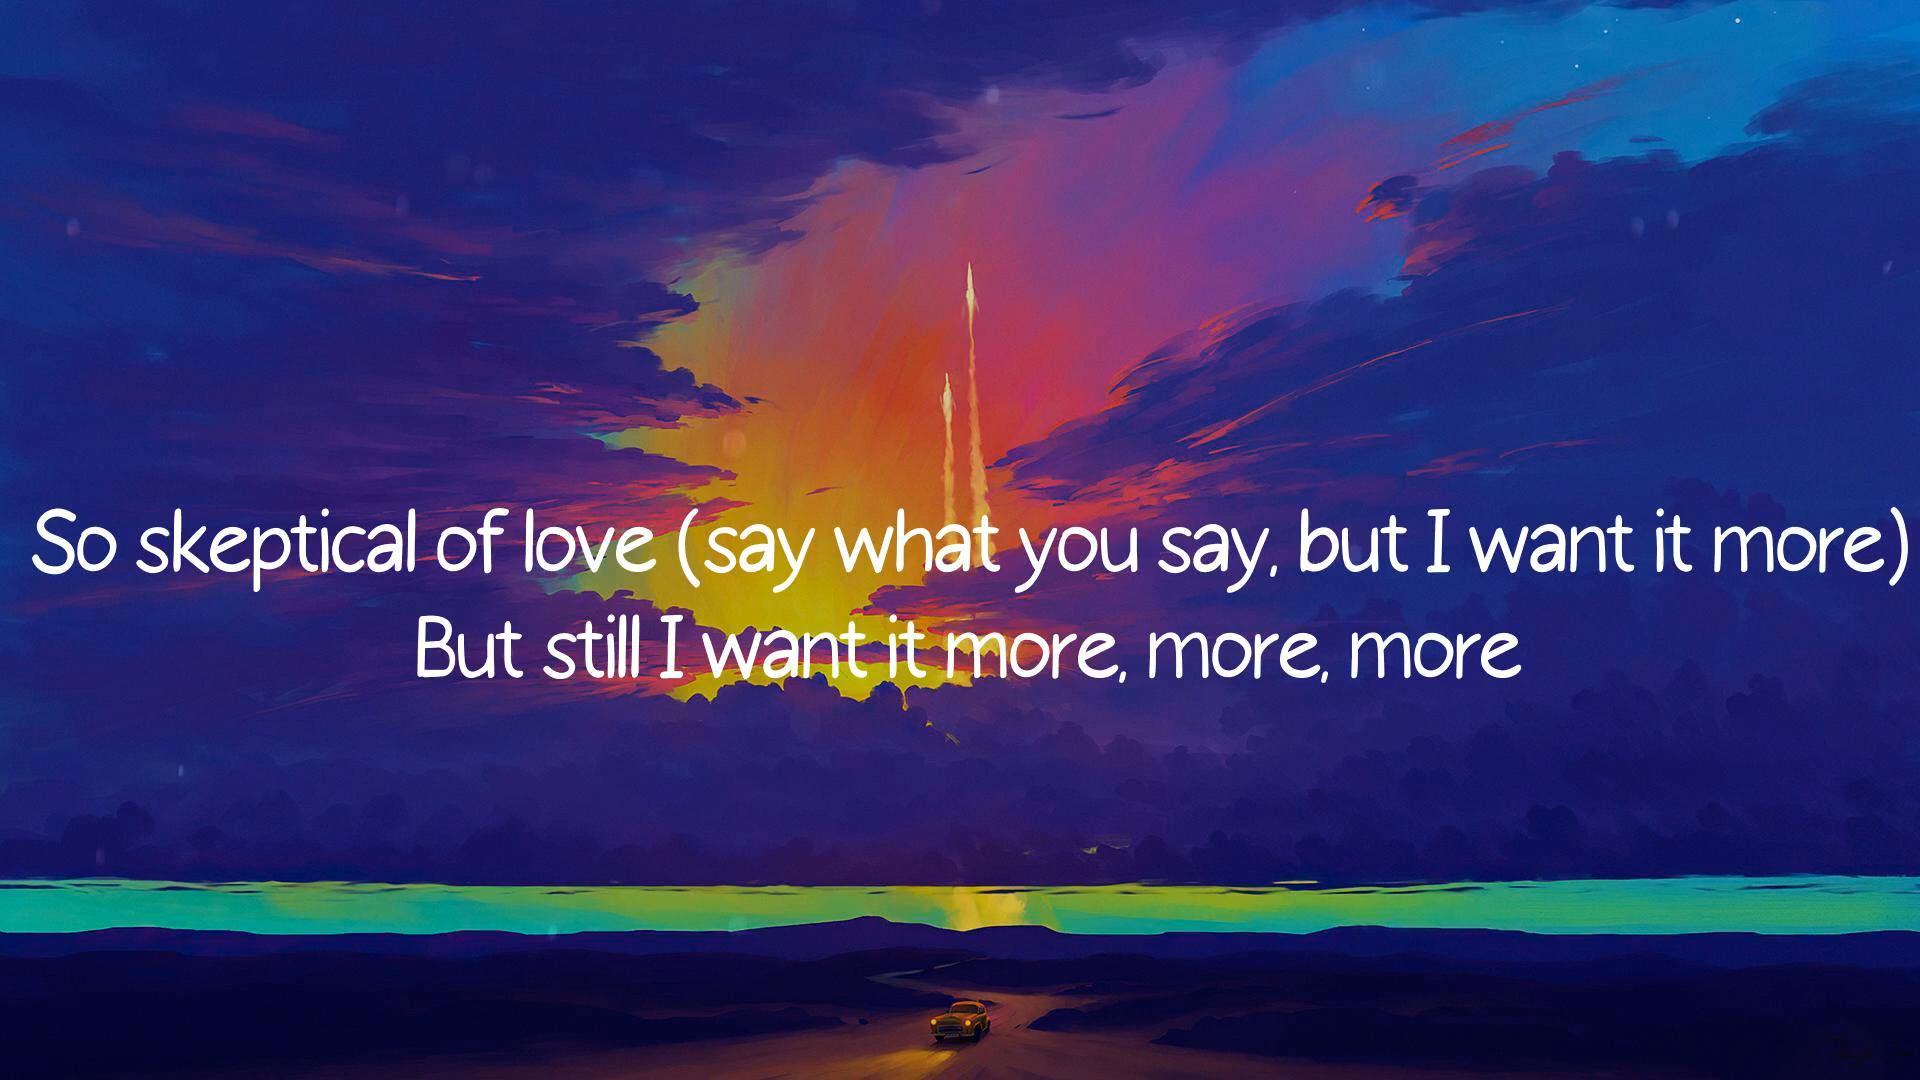 So skeptical of love (say what you say, but I want it more)
But still I want it more, more, more